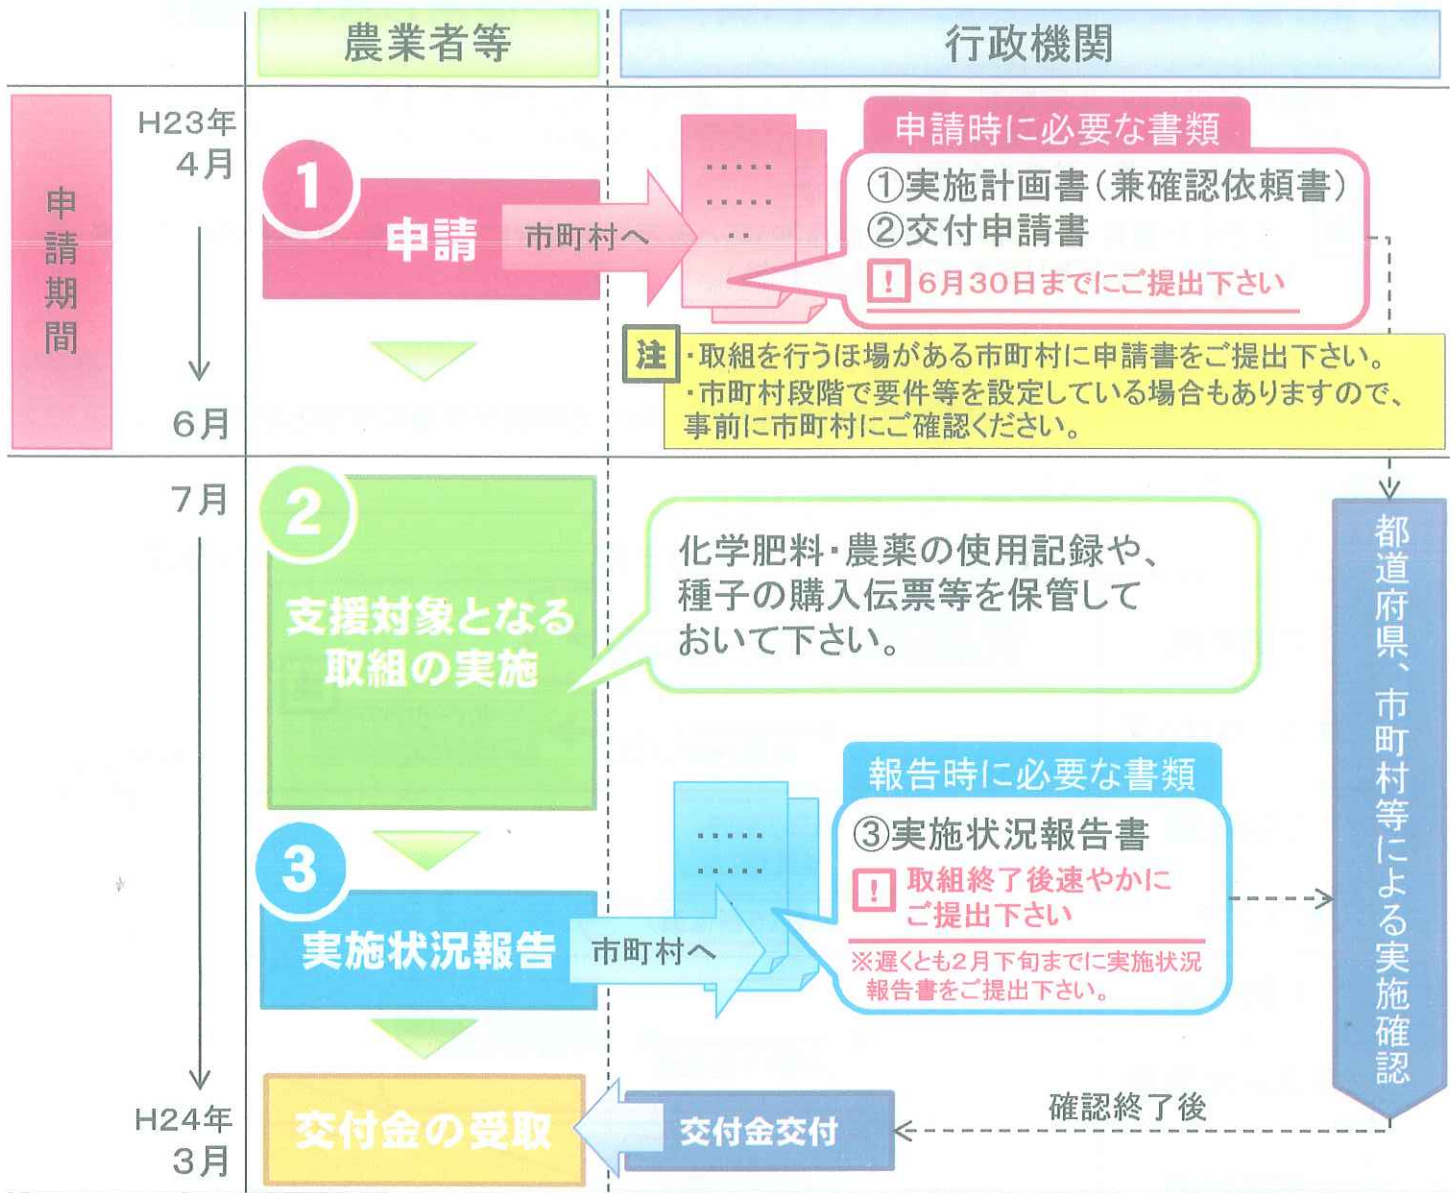 農業者等
行政機関
申請期間
H23年
4月
6月
1
申請
市町村へ
申請時に必要な書類
①実施計画書(兼確認依頼書)
②交付申請書
! 6月30日までにご提出下さい
注
・取組を行うほ場がある市町村に申請書をご提出下さい。
・市町村段階で要件等を設定している場合もありますので、
事前に市町村にご確認ください。
7月
2
支援対象となる
取組の実施
化学肥料・農薬の使用記録や、
種子の購入伝票等を保管して
おいて下さい。
3
実施状況報告
市町村へ
報告時に必要な書類
③実施状況報告書
! 取組終了後速やかに
ご提出下さい
※遅くとも2月下旬までに実施状況
報告書をご提出下さい。
都道府県、市町村等による実施確認
確認終了後
交付金交付
交付金の受取
H24年
3月